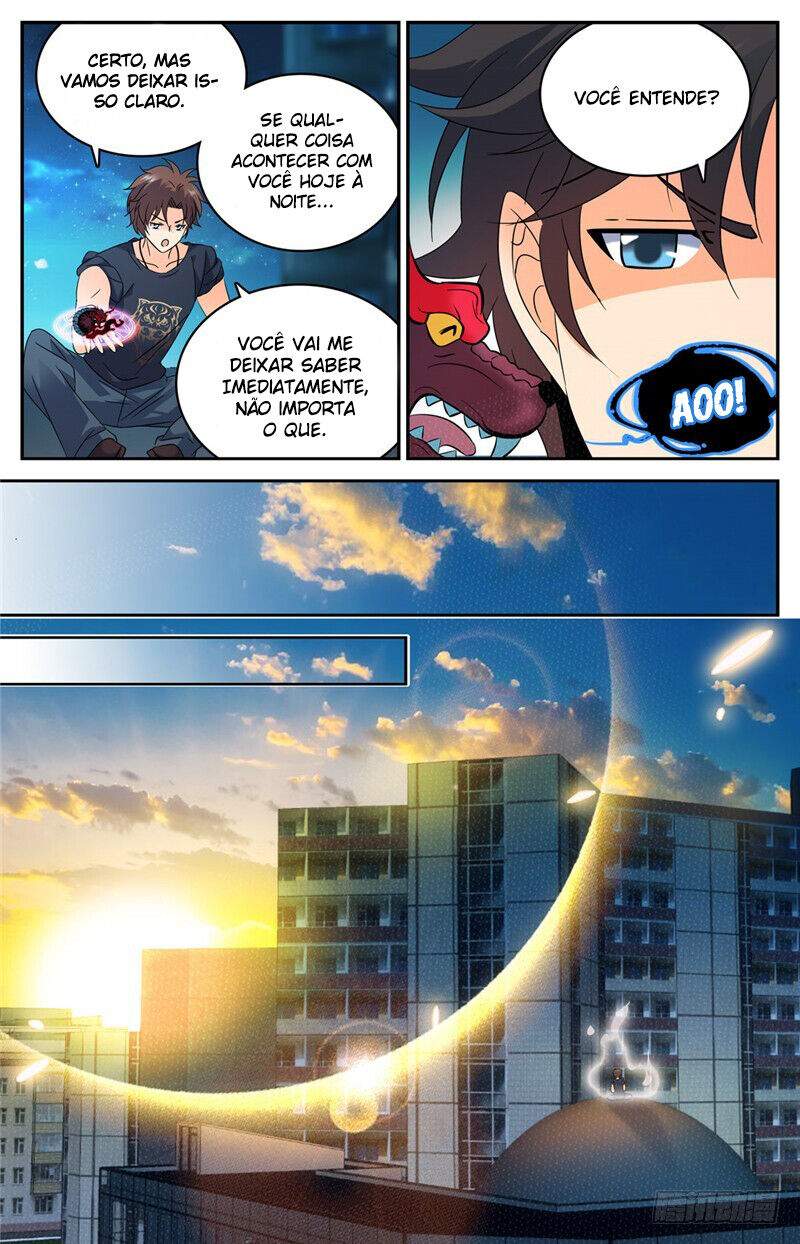 CERTO, MAS
VAMOS DEIXAR IS-
SO CLARO.
SE QUAL-
QUER COISA
ACONTECER COM
VOCÊ HOJE À
NOITE...
VOCÊ VAI ME
DEIXAR SABER
IMEDIATAMENTE,
NÃO IMPORTA
O QUE.
VOCÊ ENTENDE?
AOO!